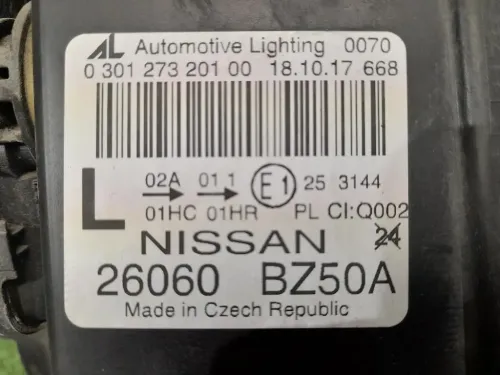 AL Automotive Lighting 0070
0 301 273 201 00 18.10.17 668
L 02A 01 1 E1 25 3144
01HC 01HR PL CI:Q002
NISSAN 24
26060 BZ50A
Made in Czech Republic